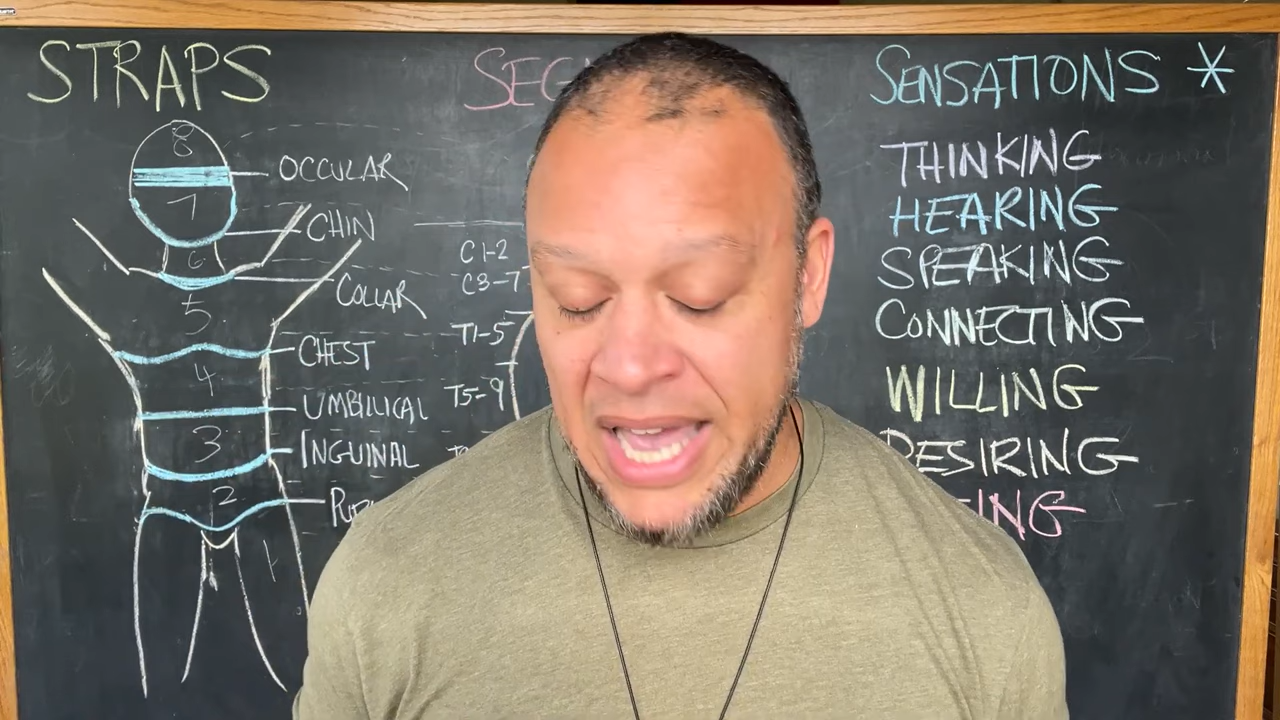 STRAPS
8
OCCULAR
7
CHIN
6
COLLAR
5
CHEST
4
UMBILICAL
3
INGUINAL
2
1
C1-2
C3-7
T1-5
T5-9
SENSATIONS *
THINKING
HEARING
SPEAKING
CONNECTING
WILLING
DESIRING